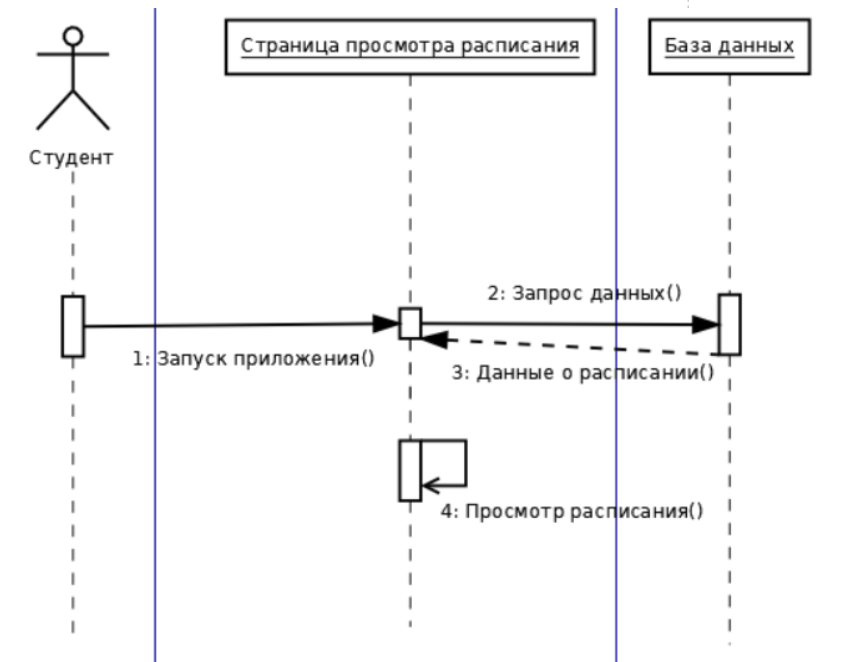 Страница просмотра расписания
База данных
Студент
2: Запрос данных()
1: Запуск приложения()
3: Данные о расписании()
4: Просмотр расписания()